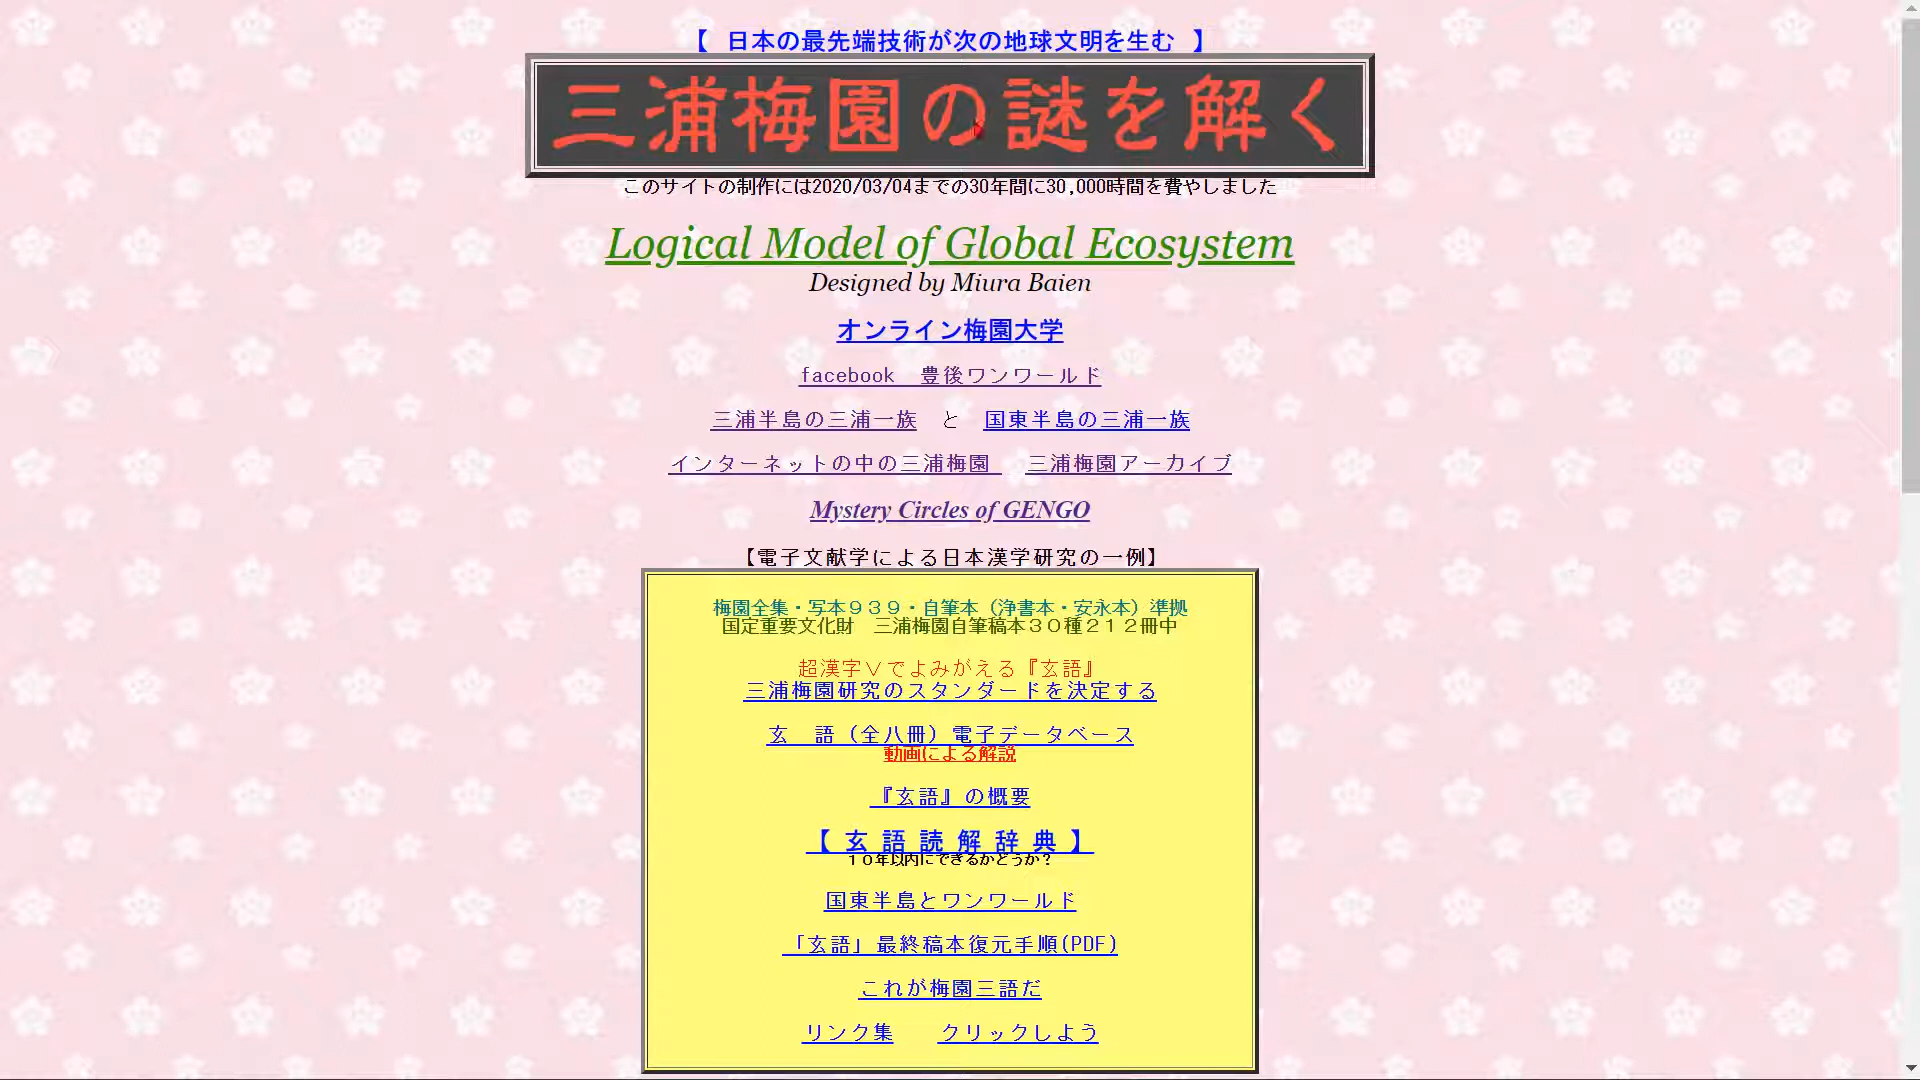 【　日本の最先端技術が次の地球文明を生む　】
三浦梅園の謎を解く
このサイトの制作には2020/03/04までの30年間に30,000時間を費やしました
Logical Model of Global Ecosystem
Designed by Miura Baien
オンライン梅園大学
facebook　豊後ワンワールド
三浦半島の三浦一族　と　国東半島の三浦一族
インターネットの中の三浦梅園　三浦梅園アーカイブ
Mystery Circles of GENGO
【電子文献学による日本漢学研究の一例】
梅園全集・写本９３９・自筆本（浄書本・安永本）準拠
国定重要文化財　三浦梅園自筆稿本３０種２１２冊中
超漢字Ｖでよみがえる『玄語』
三浦梅園研究のスタンダードを決定する
玄　語（全八冊）電子データベース
動画による解説
『玄語』の概要
【 玄 語 読 解 辞 典 】
１０年以内にできるかどうか？
国東半島とワンワールド
「玄語」最終稿本復元手順(PDF)
これが梅園三語だ
リンク集　　クリックしよう